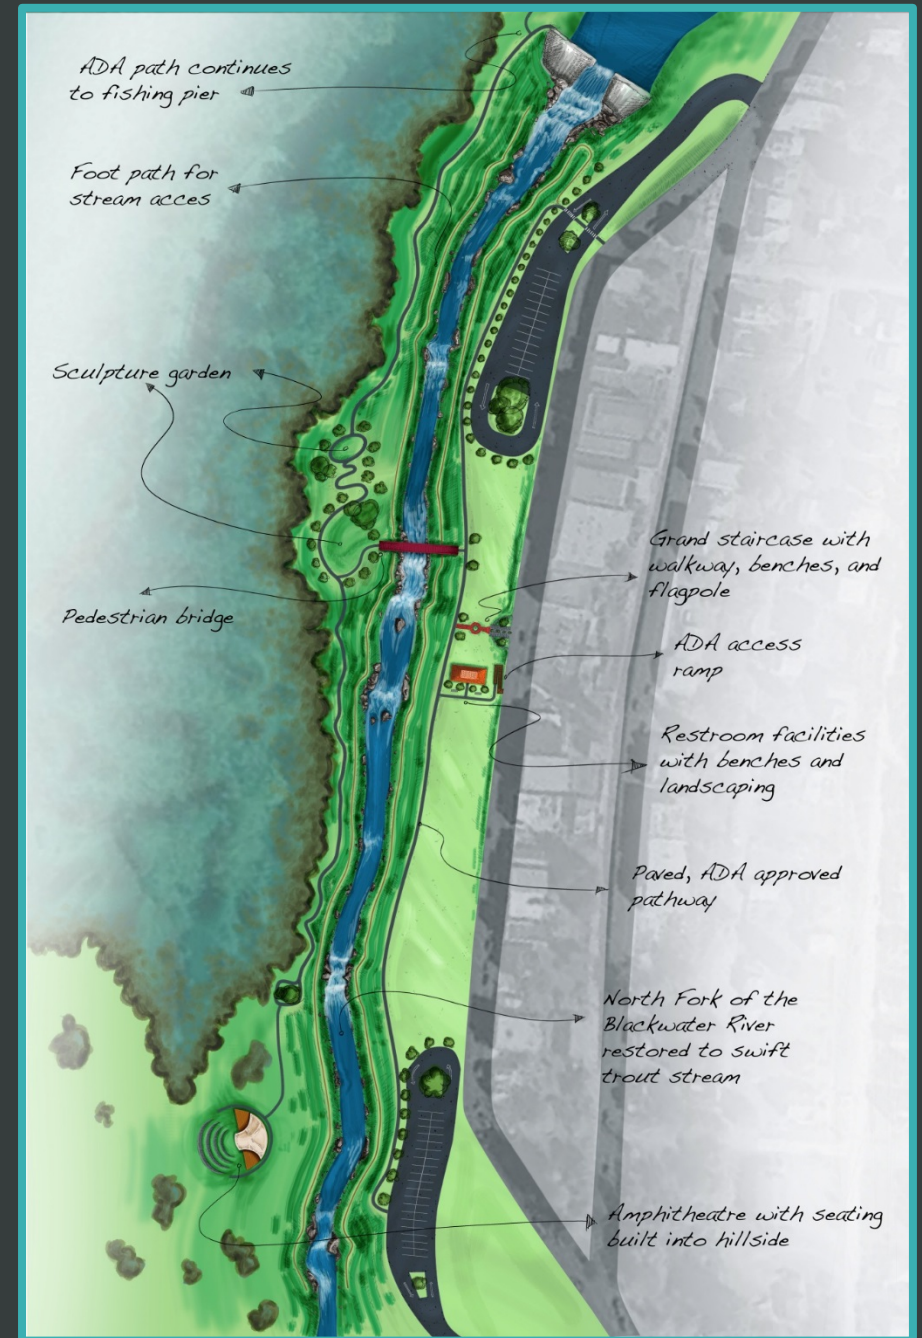 ADA path continues
to fishing pier
Foot path for
stream acces
Sculpture garden
Pedestrian bridge
Grand staircase with
walkway, benches, and
flagpole
ADA access
ramp
Restroom facilities
with benches and
landscaping
Paved, ADA approved
pathway
North Fork of the
Blackwater River
restored to swift
trout stream
Amphitheatre with seating
built into hillside